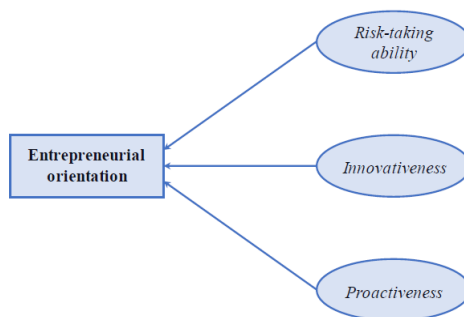 Risk-taking
ability
Entrepreneurial
orientation
Innovativeness
Proactiveness